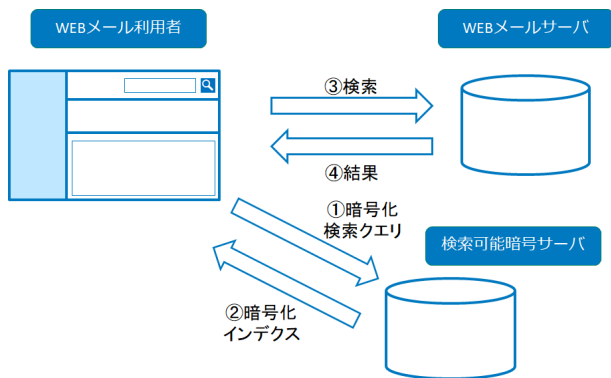 WEBメール利用者
WEBメールサーバ
③検索
④結果
①暗号化
検索クエリ
検索可能暗号サーバ
②暗号化
インデクス